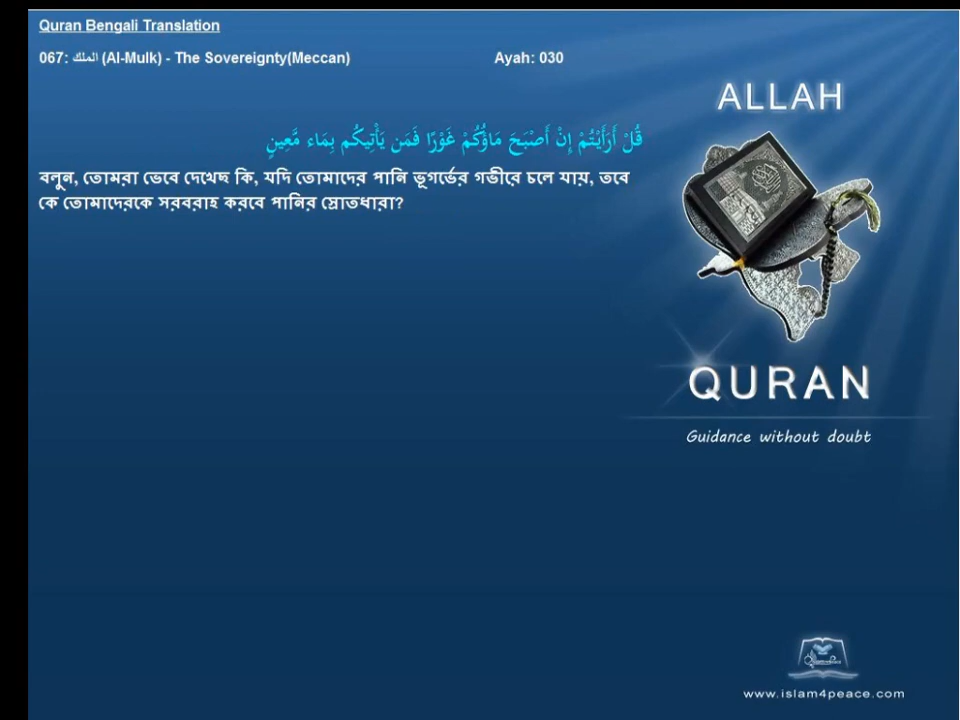 Quran Bengali Translation
067: الملك (Al-Mulk) - The Sovereignty(Meccan) Ayah: 030
قُلْ أَرَأَيْتُمْ إِنْ أَصْبَحَ مَاؤُكُمْ غَوْرًا فَمَن يَأْتِيكُم بِمَاء مَّعِينٍ
বলুন, তোমরা ভেবে দেখেছ কি, যদি তোমাদের পানি ভূগর্ভের গভীরে চলে যায়, তবে
কে তোমাদেরকে সরবরাহ করবে পানির স্রোতধারা?
ALLAH
QURAN
Guidance without doubt
www.islam4peace.com